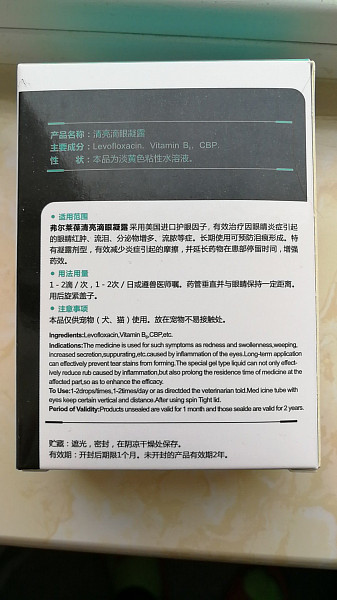 产品名称：清亮滴眼凝露
主要成分：Levofloxacin、Vitamin B₆、CBP。
性　　状：本品为淡黄色粘性水溶液。
● 适用范围
弗尔莱葆清亮滴眼凝露采用美国进口护眼因子，有效治疗因眼睛炎症引起
的眼睛红肿、流泪、分泌物增多、流脓等症。长期使用可预防泪痕形成。特
有凝露剂型，有效减少炎症引起的摩擦，并延长药物在患部停留时间，增强
药效。
● 用法用量
1-2滴/次，1-2次/日或遵兽医师嘱。药管垂直并与眼睛保持一定距离。
用后旋紧盖子。
● 注意事项
本品仅供宠物（犬、猫）使用。放在宠物不易接触处。
Ingredients:Levofloxacin,Vitamin B₆,CBP,etc.
Indications:The medicine is used for such symptoms as redness and swollenness,weeping,
increased secretion,suppurating,etc.caused by inflammation of the eyes.Long-term application
can effectively prevent tear stains from forming.The special gel type liquid can not only effect-
ively reduce rub caused by inflammation,but also prolong the residence time of medicine at the
affected part,so as to enhance the efficacy.
To Use:1-2drops/times,1-2times/day or as directded the veterinarian told.Med icine tube with
eyes keep certain vertical and distance.After using spin Tight lid.
Period of Validity:Products unsealed are valid for 1 month and those sealde are valid for 2 years.
贮藏：遮光，密封，在阴凉干燥处保存。
有效期：开封后期限1个月。未开封的产品有效期2年。